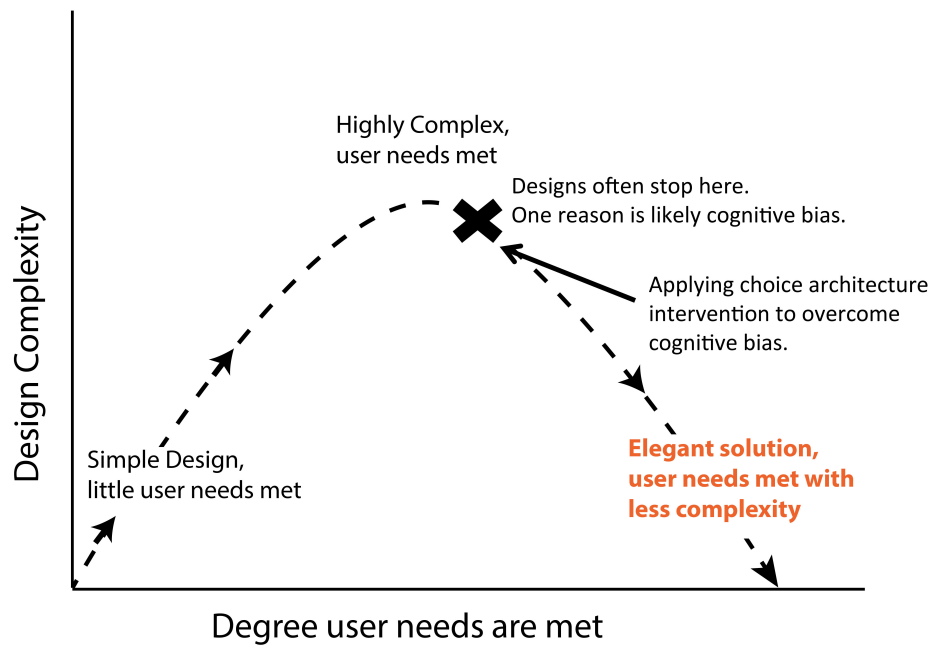 Highly Complex,
user needs met
Designs often stop here.
One reason is likely cognitive bias.
Applying choice architecture
intervention to overcome
cognitive bias.
Design Complexity
Simple Design,
little user needs met
Elegant solution,
user needs met with
less complexity
Degree user needs are met